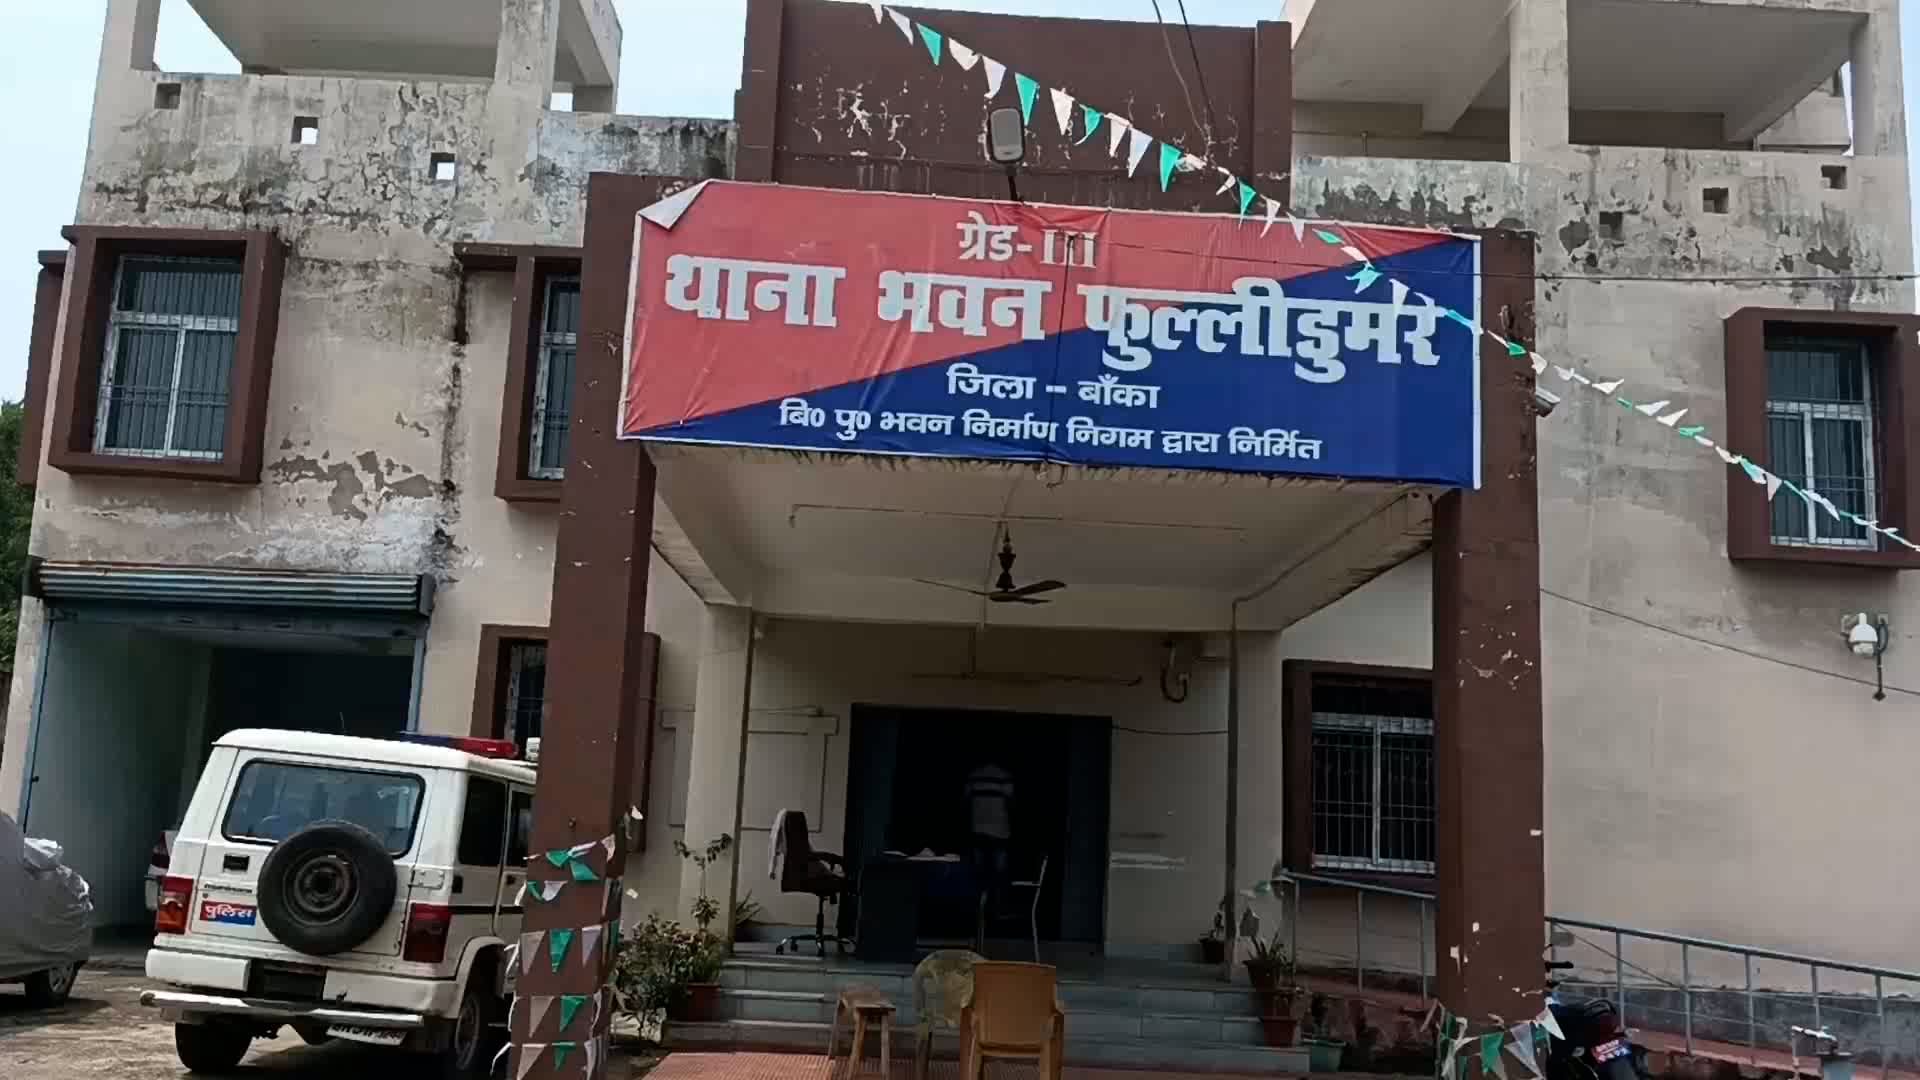 ग्रेड-III
थाना भवन फुल्लीडुमर
जिला - बाँका
बि० पु० भवन निर्माण निगम द्वारा निर्मित
पुलिस